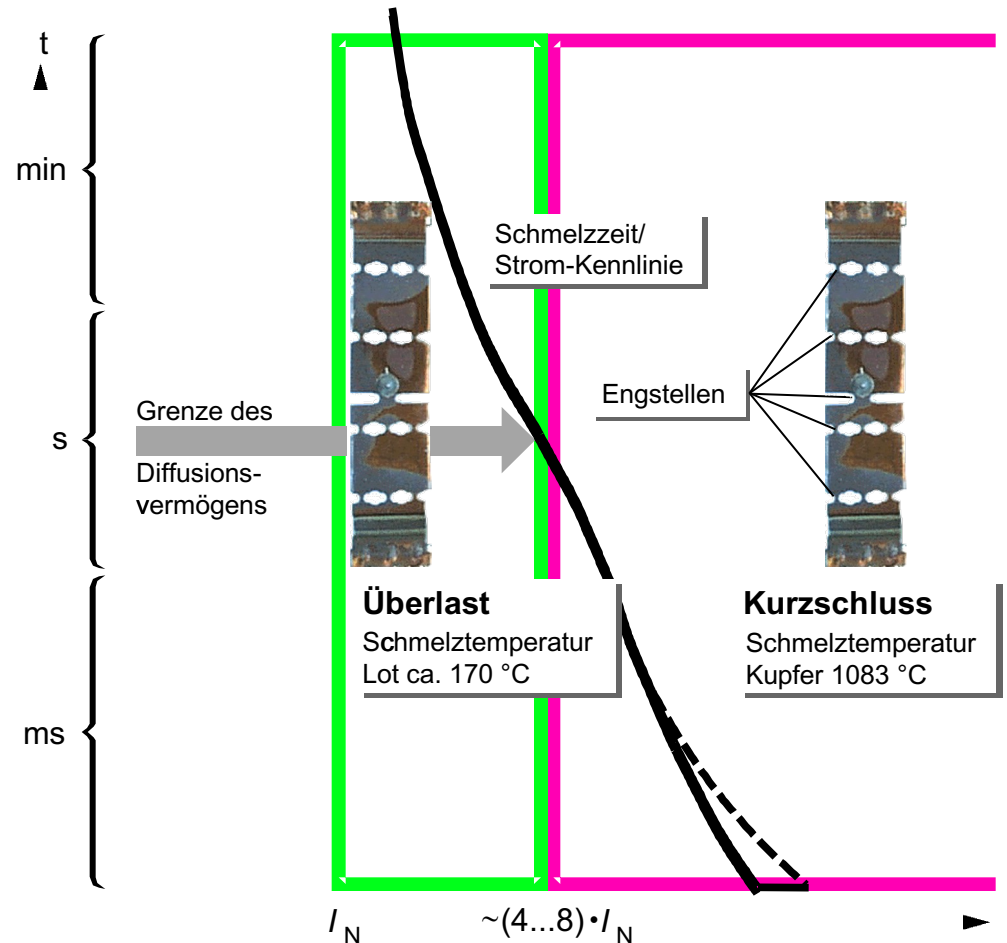 t
min
s
ms
Schmelzzeit/
Strom-Kennlinie
Engstellen
Grenze des
Diffusions-
vermögens
Überlast
Schmelztemperatur
Lot ca. 170 °C
Kurzschluss
Schmelztemperatur
Kupfer 1083 °C
I N
~(4...8)·I N